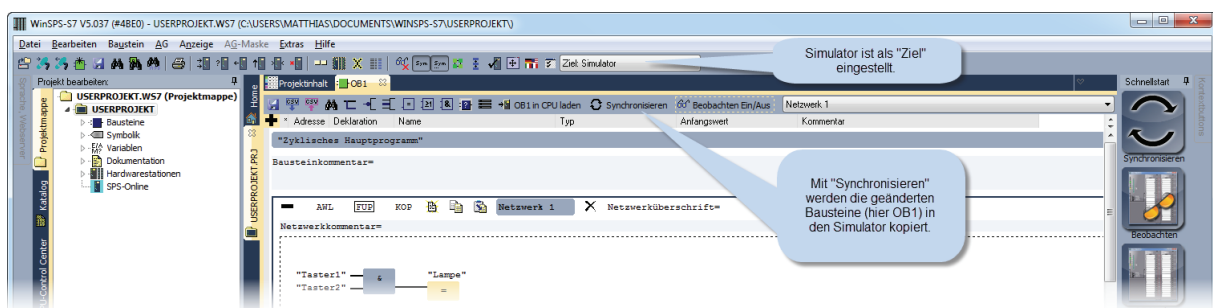 WinSPS-S7 V5.037 (#4BE0) - USERPROJEKT.WS7 (C:\USERS\MATTHIAS\DOCUMENTS\WINSPS-S7\USERPROJEKT\)
Datei Bearbeiten Baustein AG Anzeige AG-Maske Extras Hilfe
Ziel: Simulator
Simulator ist als "Ziel"
eingestellt.
Projekt bearbeiten:
Projektinhalt OB1
Schnellstart
OB1 in CPU laden Synchronisieren Beobachten Ein/Aus Netzwerk 1
Adresse Deklaration Name Typ Anfangswert Kommentar
USERPROJEKT.WS7 (Projektmappe)
USERPROJEKT
Bausteine
Symbolik
Variablen
Dokumentation
Hardwarestationen
SPS-Online
Projektmappe
Katalog
Control Center
Home
USERPROJEKT.PRJ
"Zyklisches Hauptprogramm"
Bausteinkommentar=
AWL FUP KOP Netzwerk 1 Netzwerküberschrift=
Netzwerkkommentar=
"Taster1" & "Lampe"
"Taster2" =
Mit "Synchronisieren"
werden die geänderten
Bausteine (hier OB1) in
den Simulator kopiert.
Synchronisieren
Beobachten
Kontextbuttons